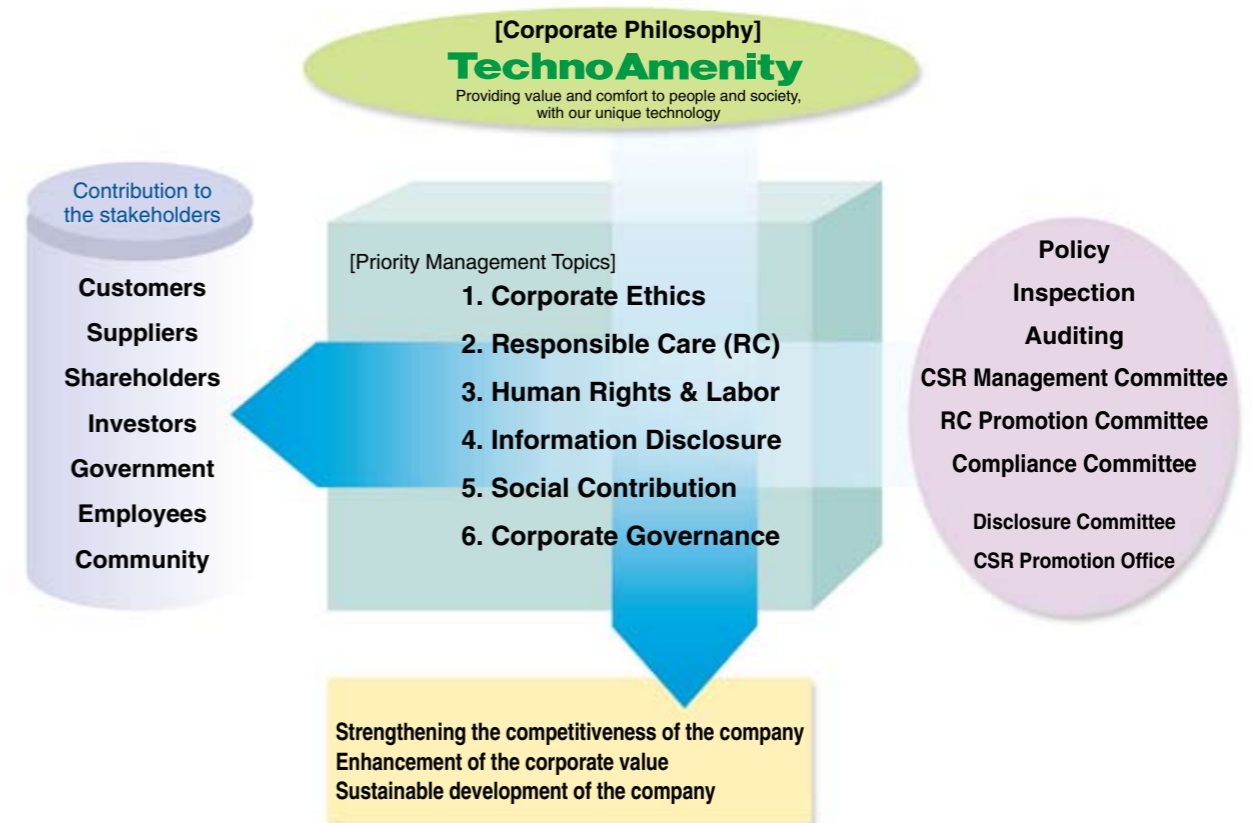 [Corporate Philosophy]
TechnoAmenity
Providing value and comfort to people and society,
with our unique technology
Contribution to
the stakeholders
Customers
Suppliers
Shareholders
Investors
Government
Employees
Community
[Priority Management Topics]
1. Corporate Ethics
2. Responsible Care (RC)
3. Human Rights & Labor
4. Information Disclosure
5. Social Contribution
6. Corporate Governance
Policy
Inspection
Auditing
CSR Management Committee
RC Promotion Committee
Compliance Committee
Disclosure Committee
CSR Promotion Office
Strengthening the competitiveness of the company
Enhancement of the corporate value
Sustainable development of the company